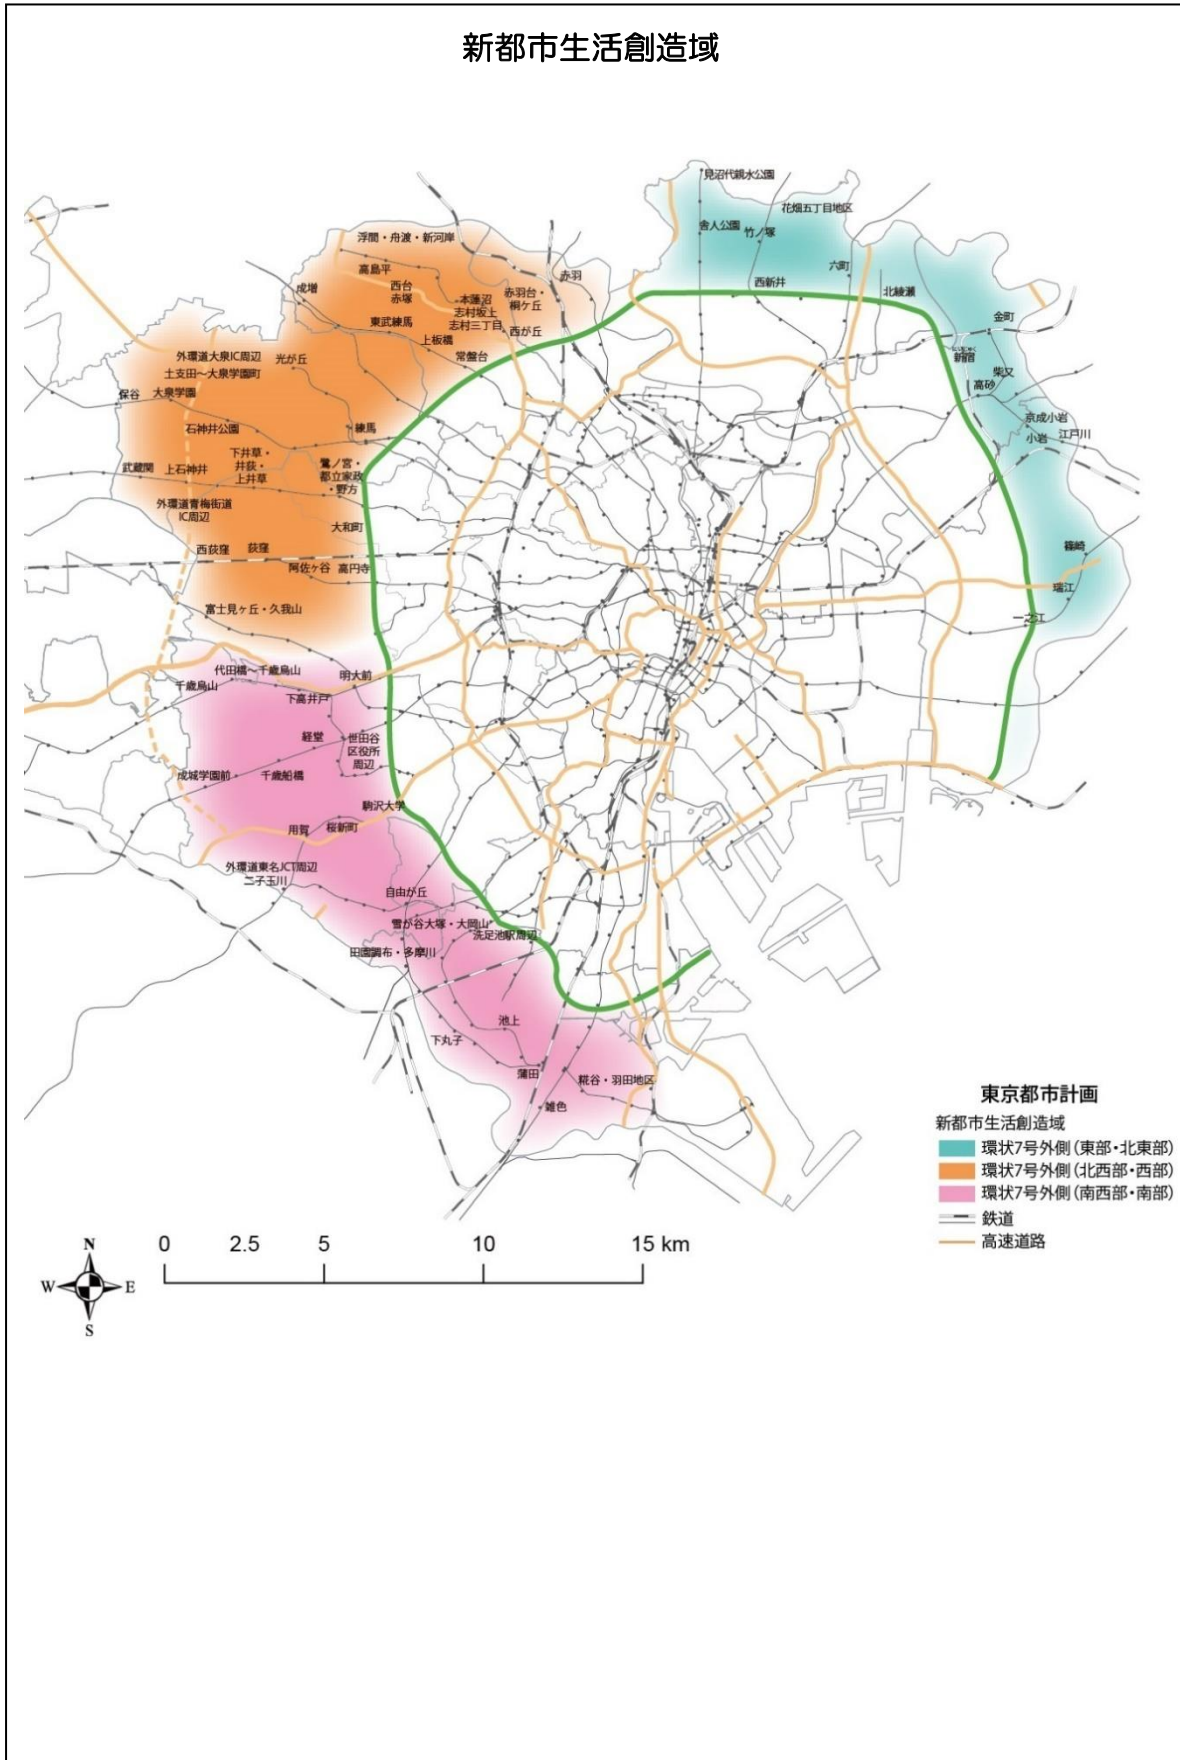 新都市生活創造域
見沼代親水公園
花畑五丁目地区
舎人公園
竹ノ塚
六町
西新井
北綾瀬
金町
新宿
柴又
高砂
京成小岩
小岩
江戸川
篠崎
瑞江
一之江
浮間・舟渡・新河岸
高島平
赤羽
成増
西台
赤塚
本蓮沼
志村坂上
志村三丁目
赤羽台・
桐ケ丘
西が丘
東武練馬
上板橋
常盤台
外環道大泉IC周辺
光が丘
土支田～大泉学園町
保谷
大泉学園
石神井公園
練馬
下井草・
井荻・
上井草
鷺ノ宮・
都立家政
・野方
武蔵関
上石神井
外環道青梅街道
IC周辺
大和町
西荻窪
荻窪
阿佐ヶ谷
高円寺
富士見ヶ丘・久我山
代田橋～千歳烏山
千歳烏山
明大前
下高井戸
経堂
世田谷
区役所
周辺
成城学園前
千歳船橋
駒沢大学
用賀
桜新町
外環道東名JCT周辺
二子玉川
自由が丘
雪が谷大塚・大岡山
洗足池駅周辺
田園調布・多摩川
池上
下丸子
蒲田
糀谷・羽田地区
雑色
東京都市計画
新都市生活創造域
環状7号外側（東部・北東部）
環状7号外側（北西部・西部）
環状7号外側（南西部・南部）
鉄道
高速道路
N
W E
S
0 2.5 5 10 15 km